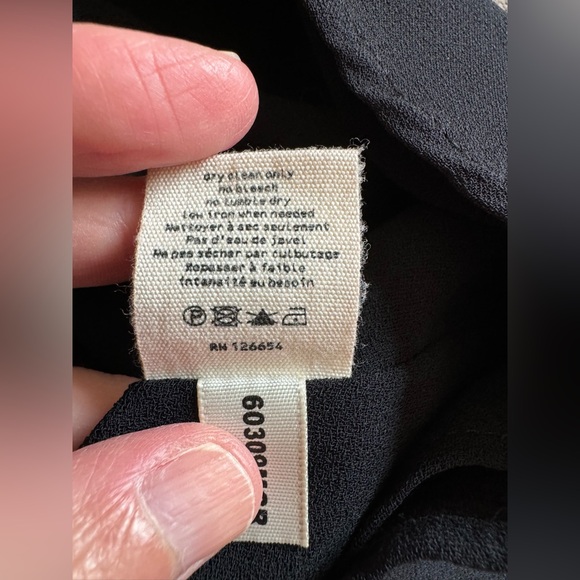 dry clean only
no bleach
no tumble dry
low iron when needed
Nettoyer à sec seulement
Pas d'eau de javel
Ne pas sécher par culbutage
Repasser à faible
intensité au besoin
P
RN 126654